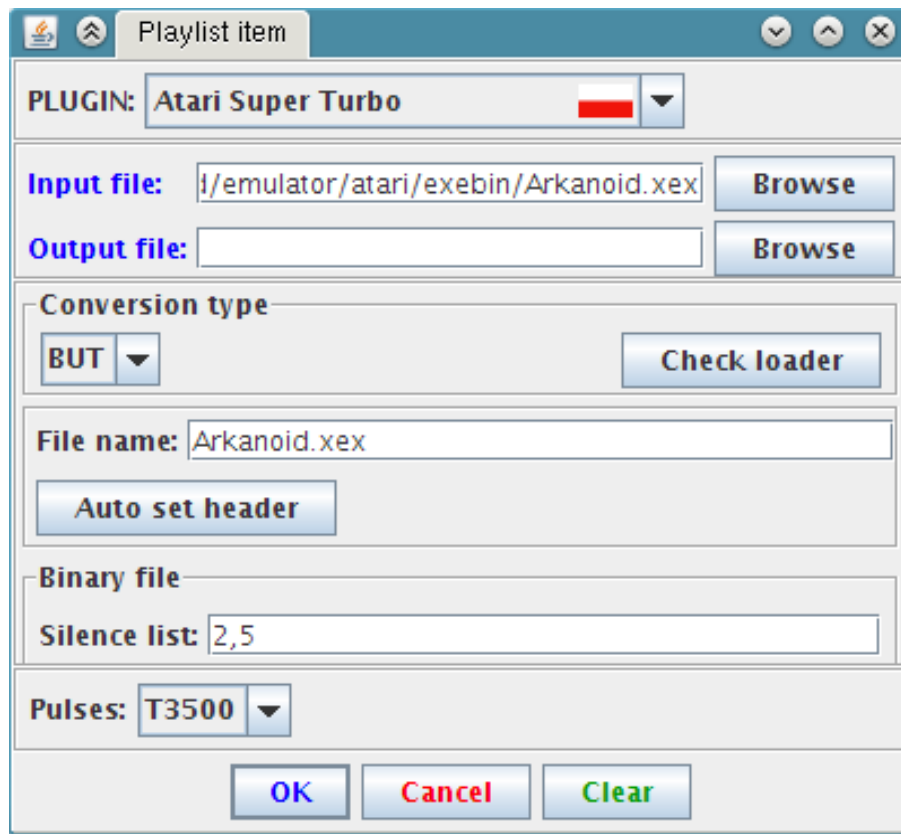 Playlist item
PLUGIN: Atari Super Turbo
Input file: d/emulator/atari/exebin/Arkanoid.xex Browse
Output file: Browse
Conversion type
BUT Check loader
File name: Arkanoid.xex
Auto set header
Binary file
Silence list: 2,5
Pulses: T3500
OK Cancel Clear